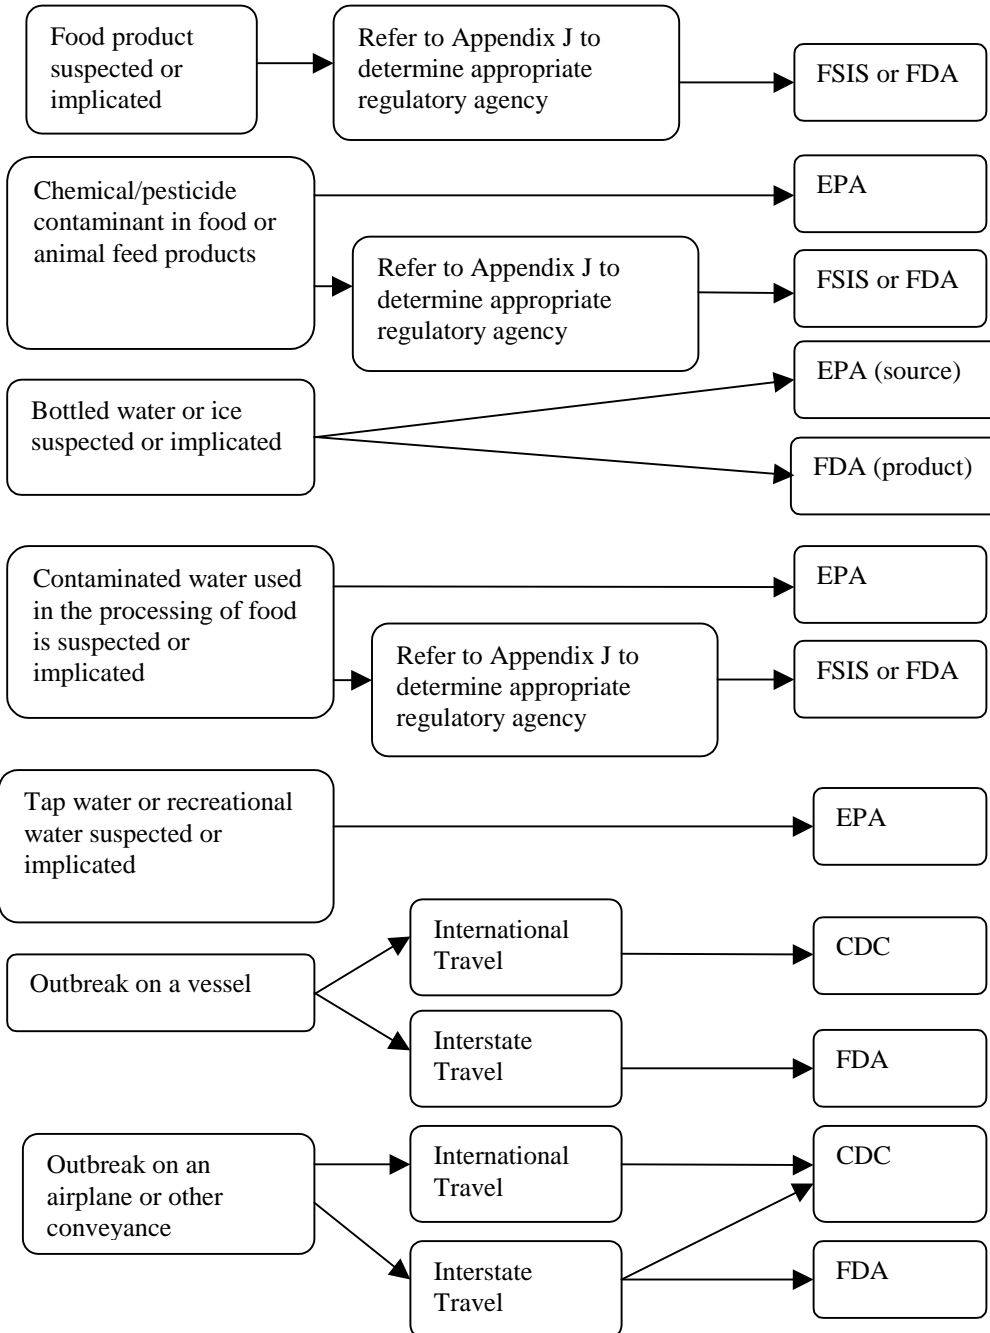 Food product
suspected or
implicated
Refer to Appendix J to
determine appropriate
regulatory agency
FSIS or FDA
Chemical/pesticide
contaminant in food or
animal feed products
EPA
Refer to Appendix J to
determine appropriate
regulatory agency
FSIS or FDA
Bottled water or ice
suspected or implicated
EPA (source)
FDA (product)
Contaminated water used
in the processing of food
is suspected or
implicated
EPA
Refer to Appendix J to
determine appropriate
regulatory agency
FSIS or FDA
Tap water or recreational
water suspected or
implicated
EPA
Outbreak on a vessel
International
Travel
CDC
Interstate
Travel
FDA
Outbreak on an
airplane or other
conveyance
International
Travel
CDC
Interstate
Travel
FDA